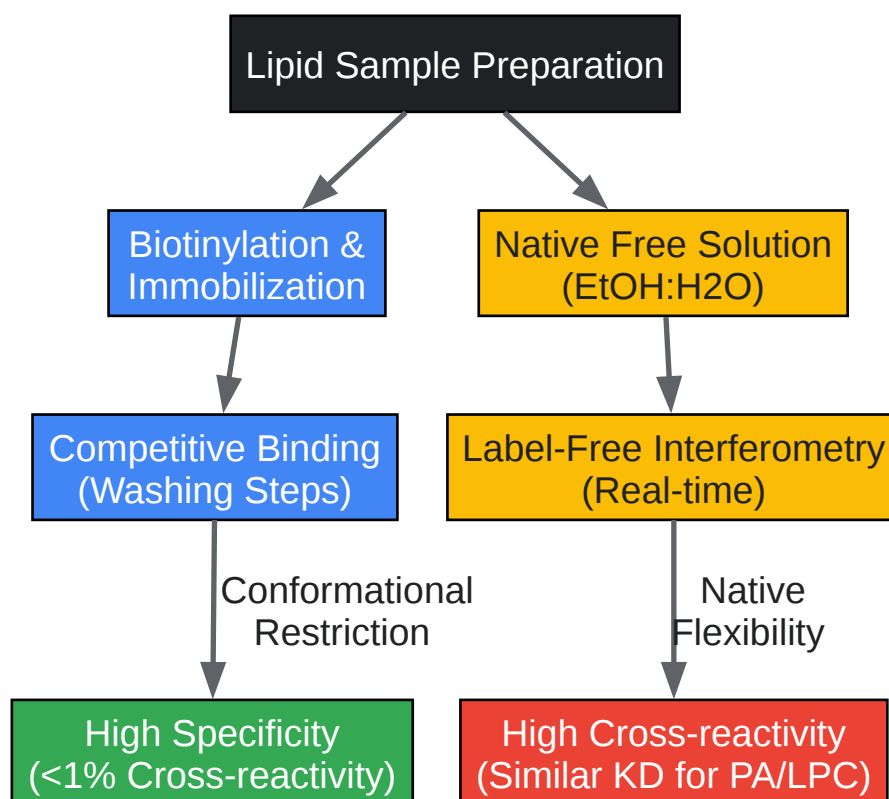 Lipid Sample Preparation
Biotinylation &
Immobilization
Native Free Solution
(EtOH:H2O)
Competitive Binding
(Washing Steps)
Label-Free Interferometry
(Real-time)
Conformational
Restriction
Native
Flexibility
High Specificity
(<1% Cross-reactivity)
High Cross-reactivity
(Similar KD for PA/LPC)